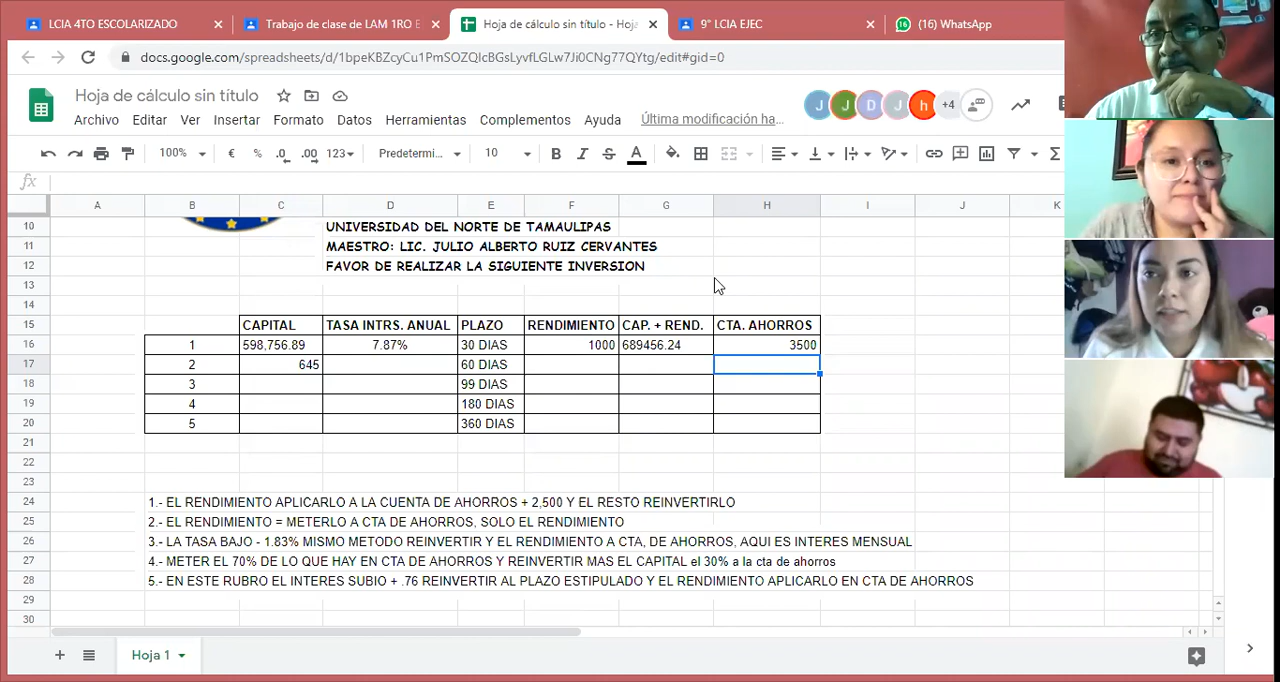 LCIA 4TO ESCOLARIZADO
Trabajo de clase de LAM 1RO E
Hoja de cálculo sin título - Hoja
9° LCIA EJEC
(16) WhatsApp
docs.google.com/spreadsheets/d/1bpeKBZcyCu1PmSOZQIcBGsLyvfLGLw7Ji0CNg77QYtg/edit#gid=0
Hoja de cálculo sin título
J J D J h +4
Archivo Editar Ver Insertar Formato Datos Herramientas Complementos Ayuda Última modificación ha...
100% € % .0 .00 123 Predetermi... 10 B I S A Σ
fx
A B C D E F G H I J K
10 UNIVERSIDAD DEL NORTE DE TAMAULIPAS
11 MAESTRO: LIC. JULIO ALBERTO RUIZ CERVANTES
12 FAVOR DE REALIZAR LA SIGUIENTE INVERSION
13
14
15 CAPITAL TASA INTRS. ANUAL PLAZO RENDIMIENTO CAP. + REND. CTA. AHORROS
16 1 598,756.89 7.87% 30 DIAS 1000 689456.24 3500
17 2 645 60 DIAS
18 3 99 DIAS
19 4 180 DIAS
20 5 360 DIAS
21
22
23
24 1.- EL RENDIMIENTO APLICARLO A LA CUENTA DE AHORROS + 2,500 Y EL RESTO REINVERTIRLO
25 2.- EL RENDIMIENTO = METERLO A CTA DE AHORROS, SOLO EL RENDIMIENTO
26 3.- LA TASA BAJO - 1.83% MISMO METODO REINVERTIR Y EL RENDIMIENTO A CTA, DE AHORROS, AQUI ES INTERES MENSUAL
27 4.- METER EL 70% DE LO QUE HAY EN CTA DE AHORROS Y REINVERTIR MAS EL CAPITAL el 30% a la cta de ahorros
28 5.- EN ESTE RUBRO EL INTERES SUBIO + .76 REINVERTIR AL PLAZO ESTIPULADO Y EL RENDIMIENTO APLICARLO EN CTA DE AHORROS
29
30
Hoja 1